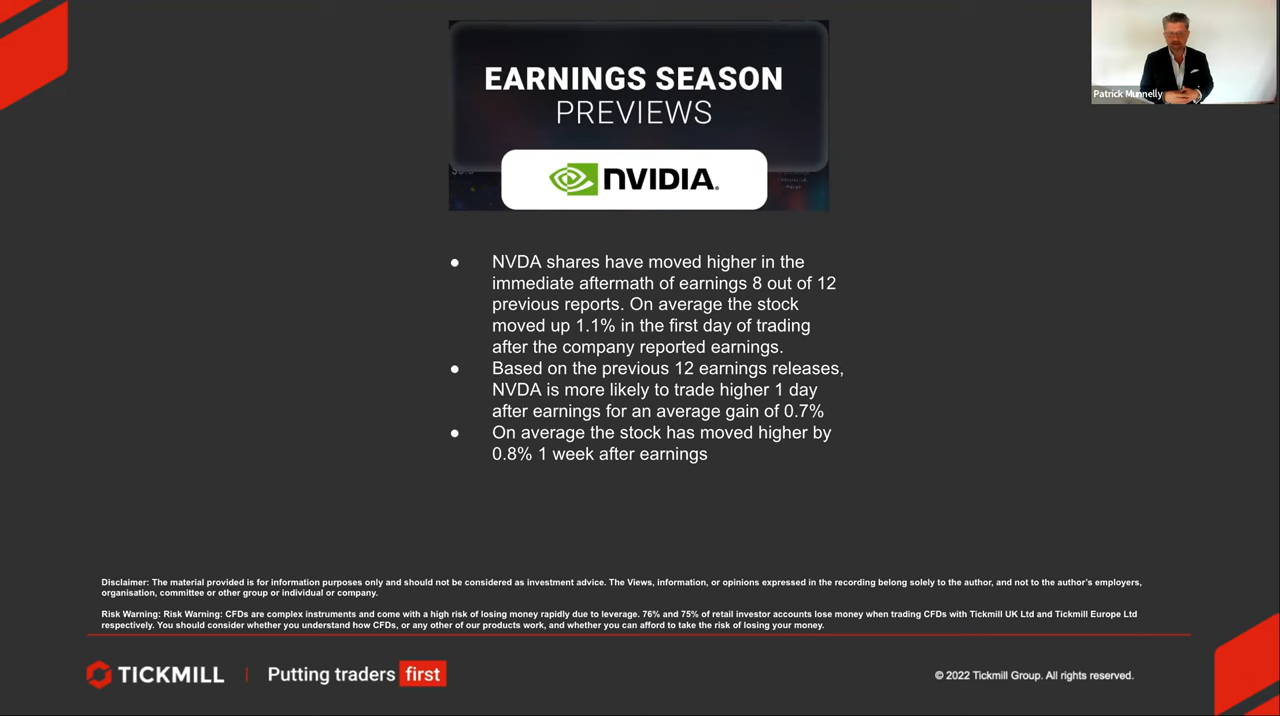 EARNINGS SEASON
PREVIEWS
NVIDIA.
Patrick Munnelly
● NVDA shares have moved higher in the
immediate aftermath of earnings 8 out of 12
previous reports. On average the stock
moved up 1.1% in the first day of trading
after the company reported earnings.
● Based on the previous 12 earnings releases,
NVDA is more likely to trade higher 1 day
after earnings for an average gain of 0.7%
● On average the stock has moved higher by
0.8% 1 week after earnings
Disclaimer: The material provided is for information purposes only and should not be considered as investment advice. The Views, information, or opinions expressed in the recording belong solely to the author, and not to the author's employers,
organisation, committee or other group or individual or company.
Risk Warning: Risk Warning: CFDs are complex instruments and come with a high risk of losing money rapidly due to leverage. 76% and 75% of retail investor accounts lose money when trading CFDs with Tickmill UK Ltd and Tickmill Europe Ltd
respectively. You should consider whether you understand how CFDs, or any other of our products work, and whether you can afford to take the risk of losing your money.
TICKMILL | Putting traders first
© 2022 Tickmill Group. All rights reserved.